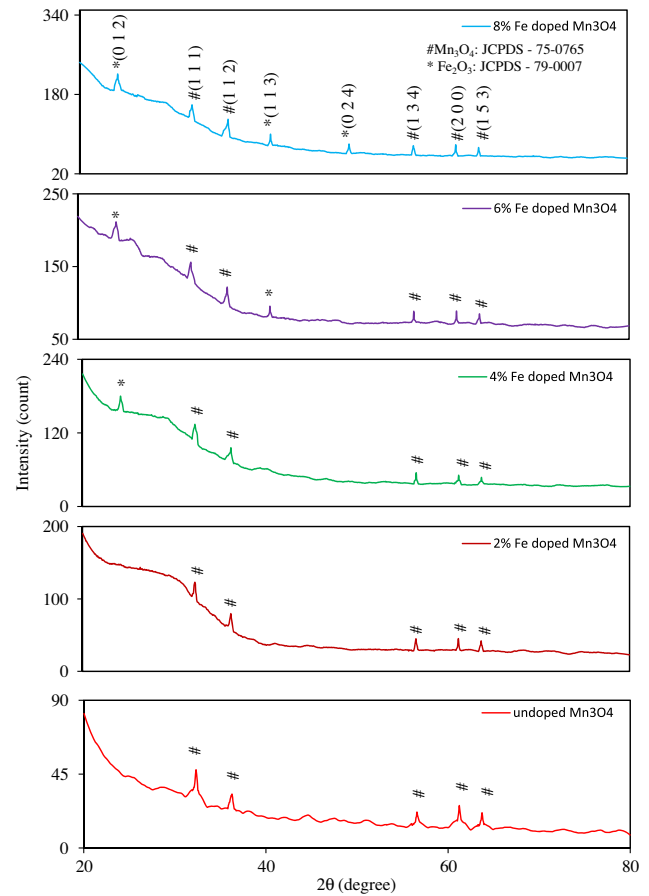 340
180
20
8% Fe doped Mn3O4
#Mn₃O₄: JCPDS - 75-0765
* Fe₂O₃: JCPDS - 79-0007
*(0 1 2)
#(1 1 1)
#(1 1 2)
*(1 1 3)
*(0 2 4)
#(1 3 4)
#(2 0 0)
#(1 5 3)
250
150
50
6% Fe doped Mn3O4
*
#
#
*
#
#
#
Intensity (count)
240
120
0
4% Fe doped Mn3O4
*
#
#
#
#
#
200
100
0
2% Fe doped Mn3O4
#
#
#
#
#
90
45
0
undoped Mn3O4
#
#
#
#
#
20
40
60
80
2θ (degree)